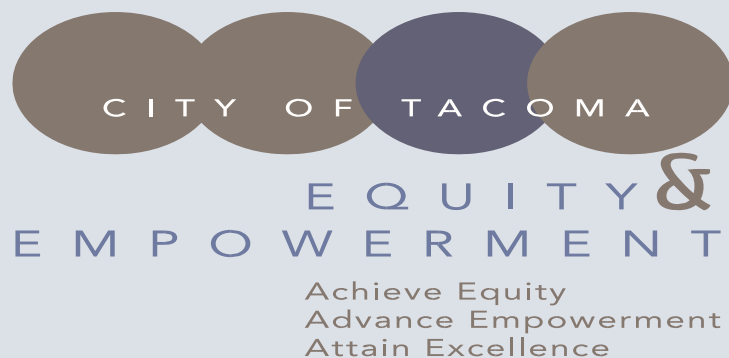 CITY OF TACOMA
EQUITY &
EMPOWERMENT
Achieve Equity
Advance Empowerment
Attain Excellence